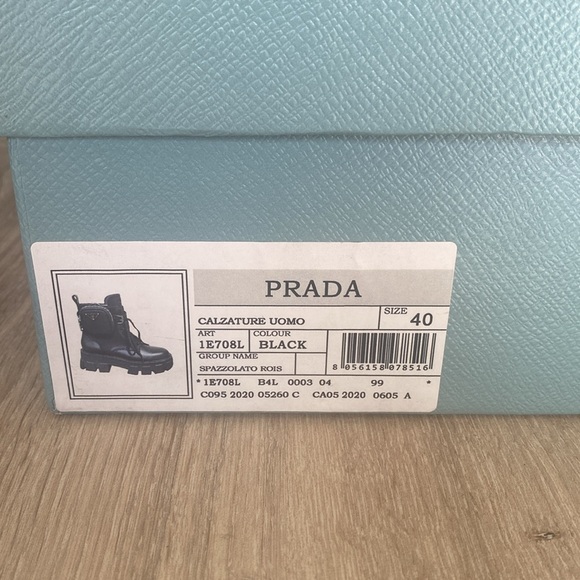 PRADA
CALZATURE UOMO
SIZE 40
ART COLOUR
1E708L BLACK
GROUP NAME
SPAZZOLATO ROIS
8 056158 078516
* 1E708L B4L 0003 04 99 *
C095 2020 05260 C CA05 2020 0605 A